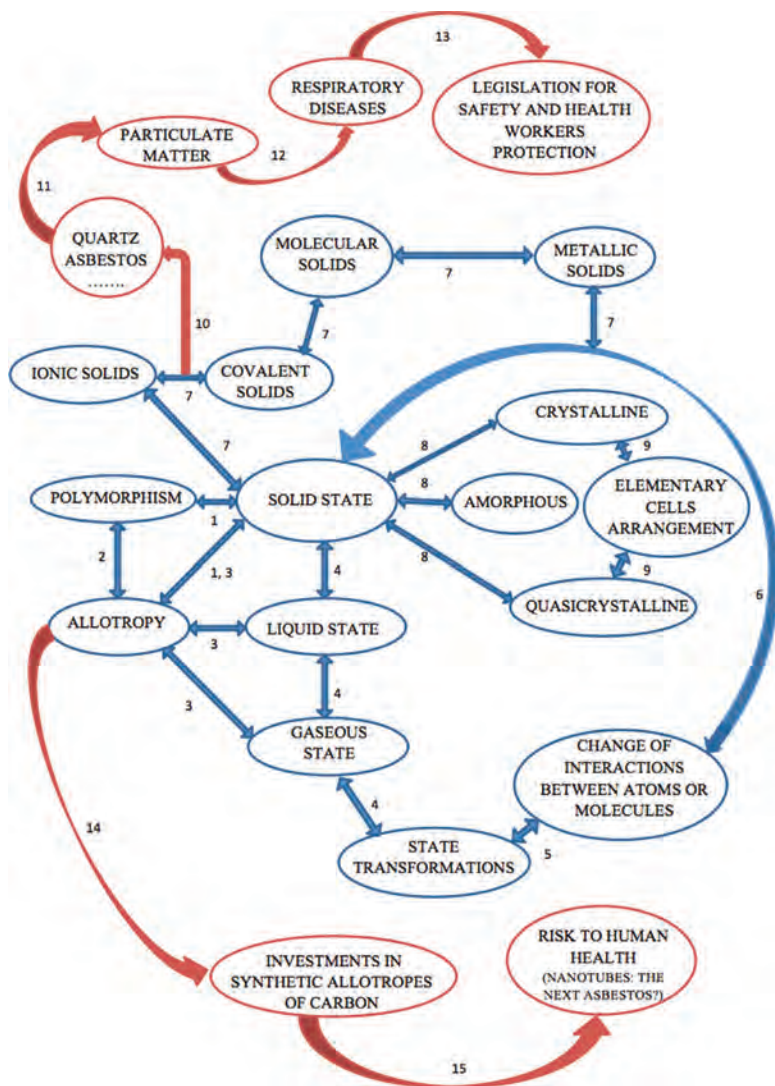 13
RESPIRATORY
DISEASES
LEGISLATION FOR
SAFETY AND HEALTH
WORKERS
PROTECTION
PARTICULATE
MATTER
12
11
QUARTZ
ASBESTOS
.......
MOLECULAR
SOLIDS
METALLIC
SOLIDS
7
10
7
7
IONIC SOLIDS
COVALENT
SOLIDS
7
7
CRYSTALLINE
8
9
POLYMORPHISM
SOLID STATE
8
AMORPHOUS
ELEMENTARY
CELLS
ARRANGEMENT
1
2
1, 3
4
8
9
6
QUASICRYSTALLINE
ALLOTROPY
LIQUID STATE
3
3
4
GASEOUS
STATE
CHANGE OF
INTERACTIONS
BETWEEN ATOMS OR
MOLECULES
4
14
STATE
TRANSFORMATIONS
5
INVESTMENTS IN
SYNTHETIC ALLOTROPES
OF CARBON
RISK TO HUMAN
HEALTH
(NANOTUBES: THE
NEXT ASBESTOS?)
15